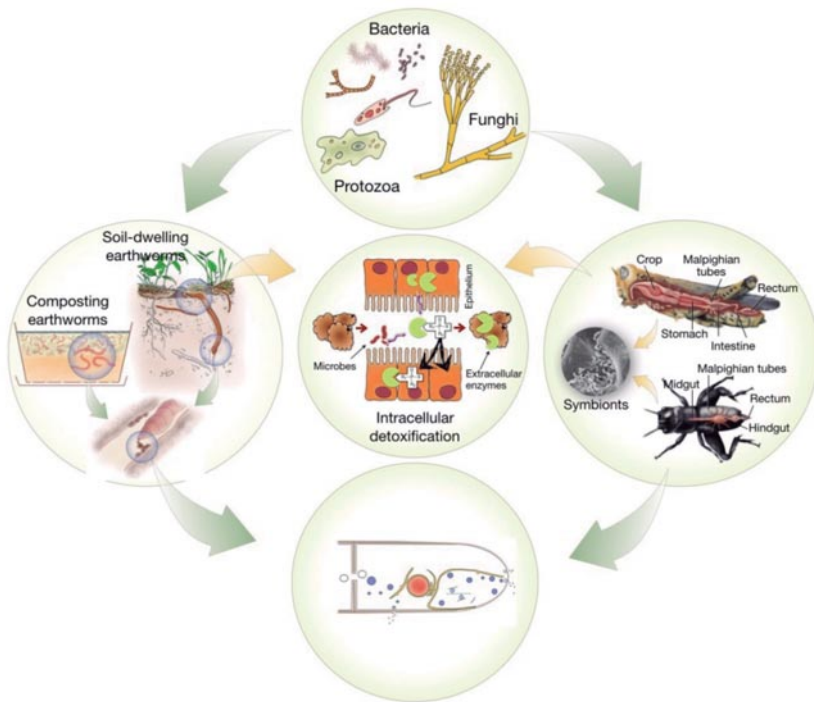 Bacteria
Funghi
Protozoa
Soil-dwelling
earthworms
Composting
earthworms
Epithelium
Microbes
Extracellular
enzymes
Intracellular
detoxification
Crop
Malpighian
tubes
Rectum
Stomach
Intestine
Symbionts
Malpighian tubes
Midgut
Rectum
Hindgut